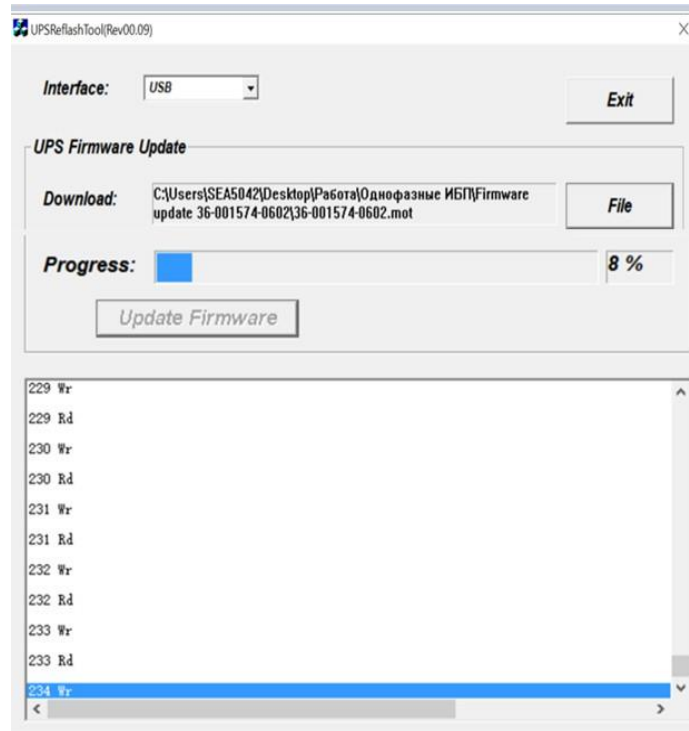 UPSReflashTool(Rev00.09)
Interface: USB
Exit
UPS Firmware Update
Download: C:\Users\SEA5042\Desktop\Работа\Однофазные ИБП\Firmware
update 36-001574-0602\36-001574-0602.mot
File
Progress: 8 %
Update Firmware
229 Wr
229 Rd
230 Wr
230 Rd
231 Wr
231 Rd
232 Wr
232 Rd
233 Wr
233 Rd
234 Wr